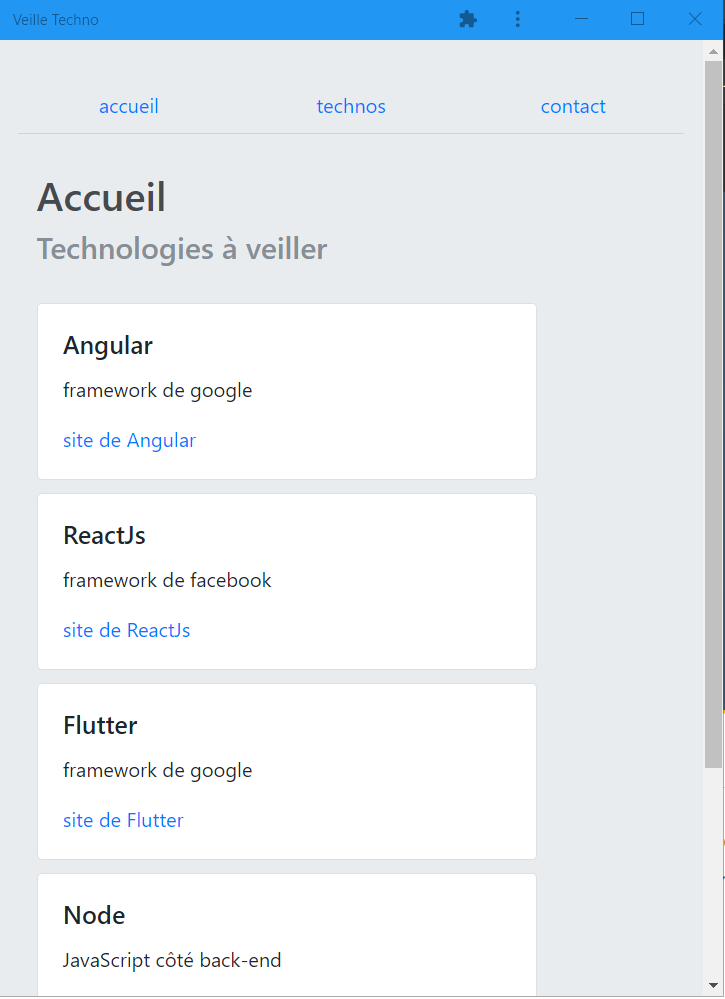 Veille Techno
accueil technos contact
Accueil
Technologies à veiller
Angular
framework de google
site de Angular
ReactJs
framework de facebook
site de ReactJs
Flutter
framework de google
site de Flutter
Node
JavaScript côté back-end